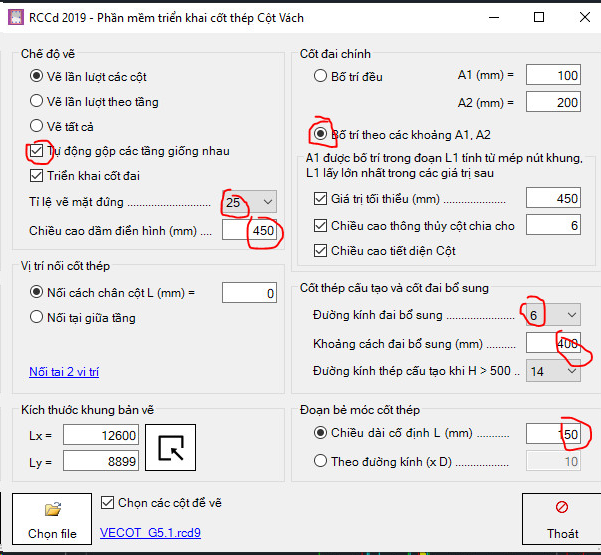 RCCd 2019 - Phần mềm triển khai cốt thép Cột Vách
Chế độ vẽ
Vẽ lần lượt các cột
Vẽ lần lượt theo tầng
Vẽ tất cả
Tự động gộp các tầng giống nhau
Triển khai cốt đai
Tỉ lệ vẽ mặt đứng ............................ 25
Chiều cao dầm điển hình (mm) .... 450
Vị trí nối cốt thép
Nối cách chân cột L (mm) = 0
Nối tại giữa tầng
Nối tai 2 vi trí
Kích thước khung bản vẽ
Lx = 12600
Ly = 8899
Chọn file
Chọn các cột để vẽ
VECOT_G5.1.rcd9
Cốt đai chính
Bố trí đều A1 (mm) = 100
A2 (mm) = 200
Bố trí theo các khoảng A1, A2
A1 được bố trí trong đoạn L1 tính từ mép nút khung,
L1 lấy lớn nhất trong các giá trị sau
Giá trị tối thiểu (mm) ..................... 450
Chiều cao thông thủy cột chia cho 6
Chiều cao tiết diện Cột
Cốt thép cấu tạo và cốt đai bổ sung
Đường kính đai bổ sung ....................... 6
Khoảng cách đai bổ sung (mm) .......... 400
Đường kính thép cấu tạo khi H > 500 .. 14
Đoạn bẻ móc cốt thép
Chiều dài cố định L (mm) ........... 150
Theo đường kính (x D) .................. 10
Thoát